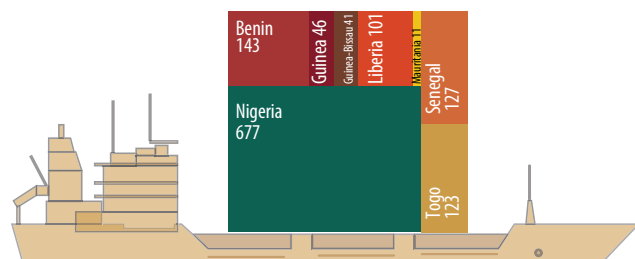 Benin
143
Guinea 46
Guinea-Bissau 41
Liberia 101
Mauritania 11
Senegal
127
Nigeria
677
Togo
123